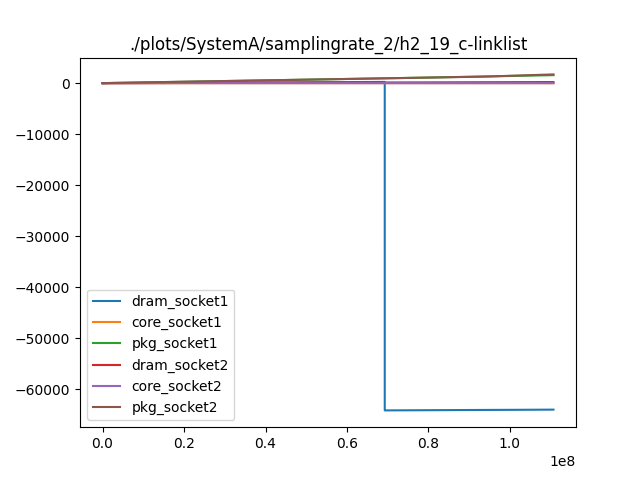 ./plots/SystemA/samplingrate_2/h2_19_c-linklist
0
−10000
−20000
−30000
−40000
−50000
−60000
dram_socket1
core_socket1
pkg_socket1
dram_socket2
core_socket2
pkg_socket2
0.0 0.2 0.4 0.6 0.8 1.0
1e8